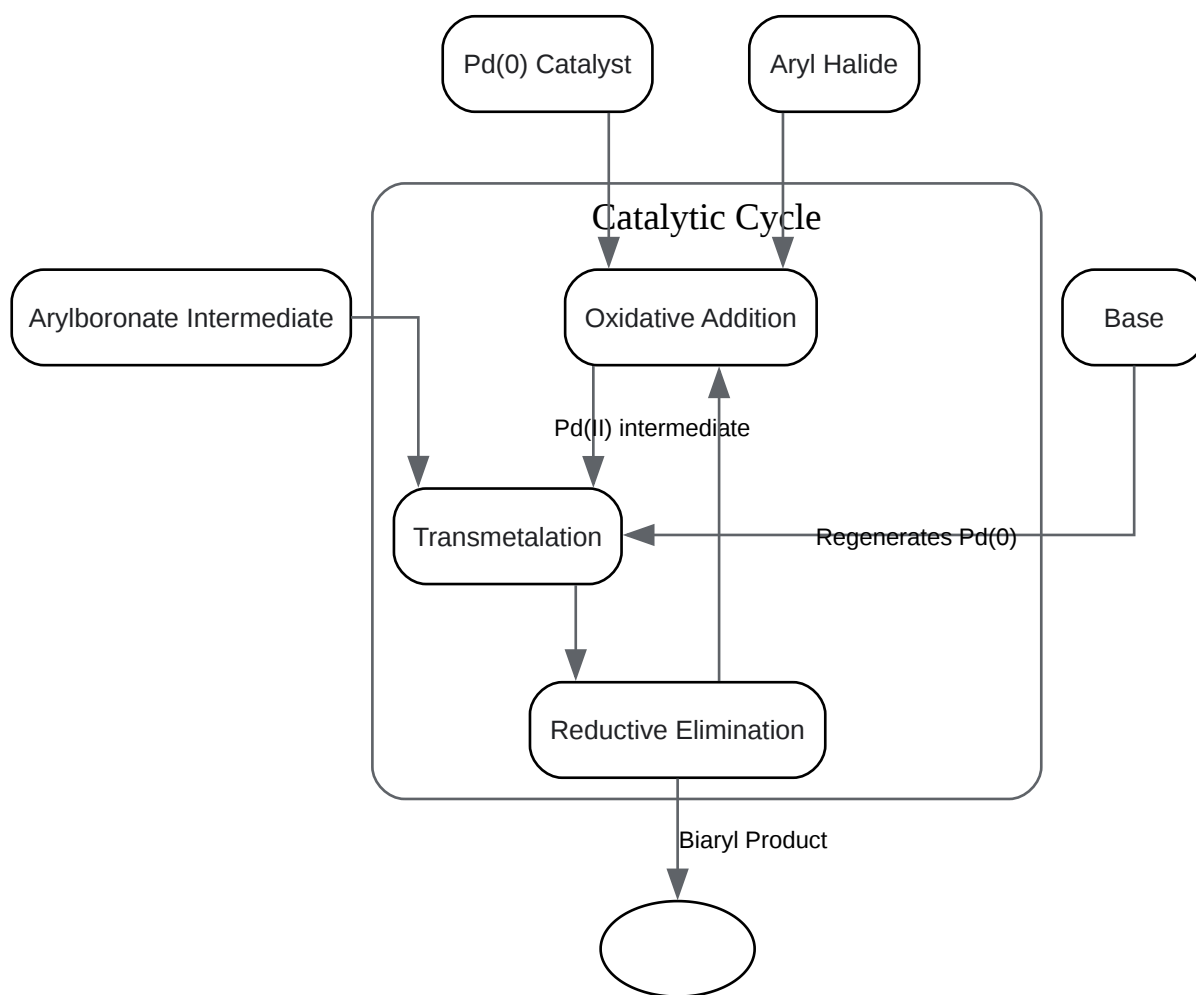 Pd(0) Catalyst
Aryl Halide
Catalytic Cycle
Arylboronate Intermediate
Oxidative Addition
Base
Pd(II) intermediate
Transmetalation
Regenerates Pd(0)
Reductive Elimination
Biaryl Product